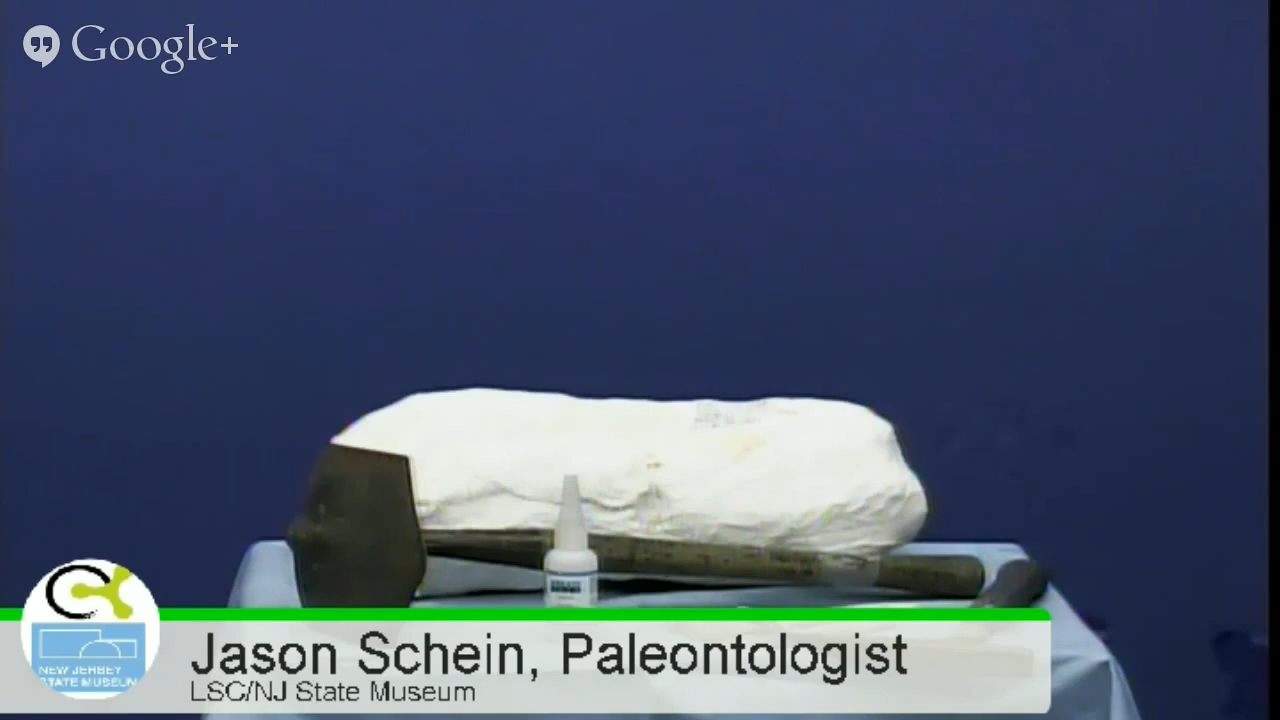 Google+
Jason Schein, Paleontologist
LSC/NJ State Museum
NEW JERSEY
STATE MUSEUM